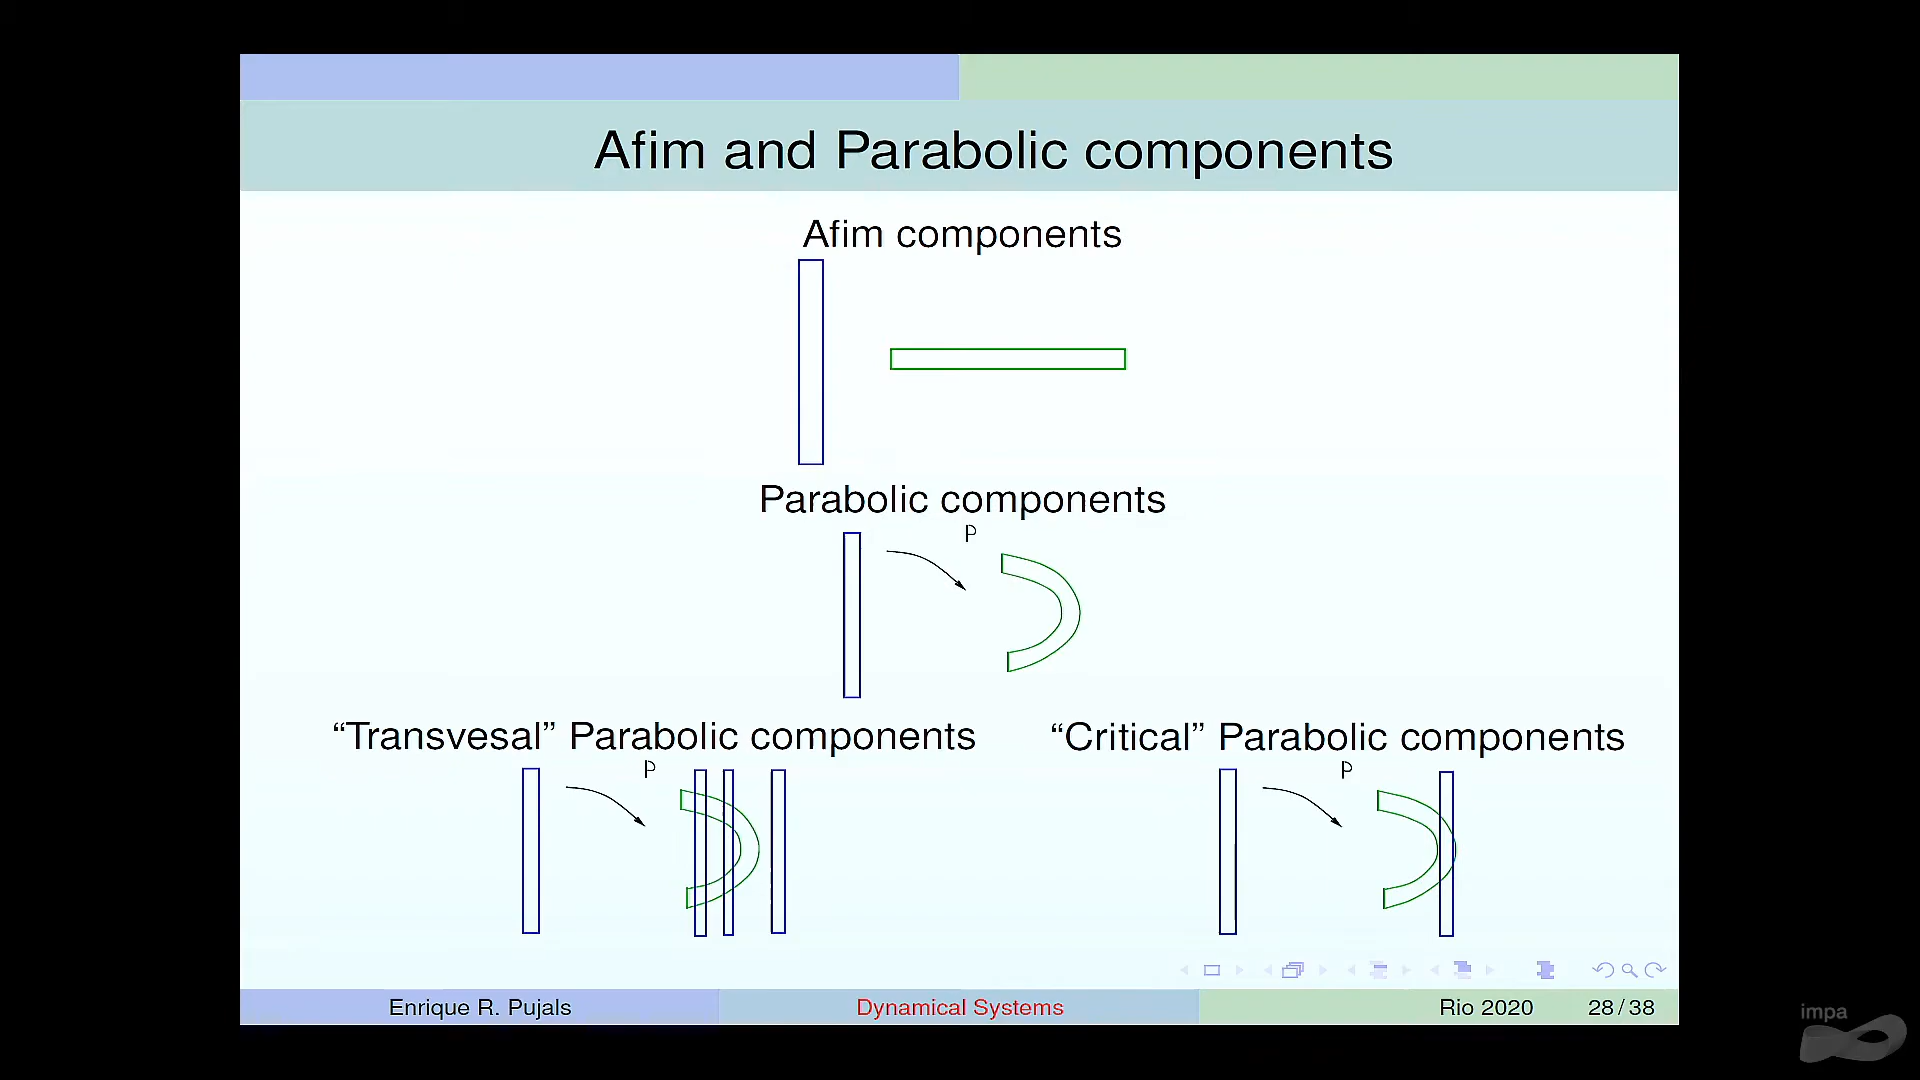 Afim and Parabolic components
Afim components
Parabolic components
P
“Transvesal” Parabolic components
“Critical” Parabolic components
P
P
Enrique R. Pujals
Dynamical Systems
Rio 2020
28 / 38
impa